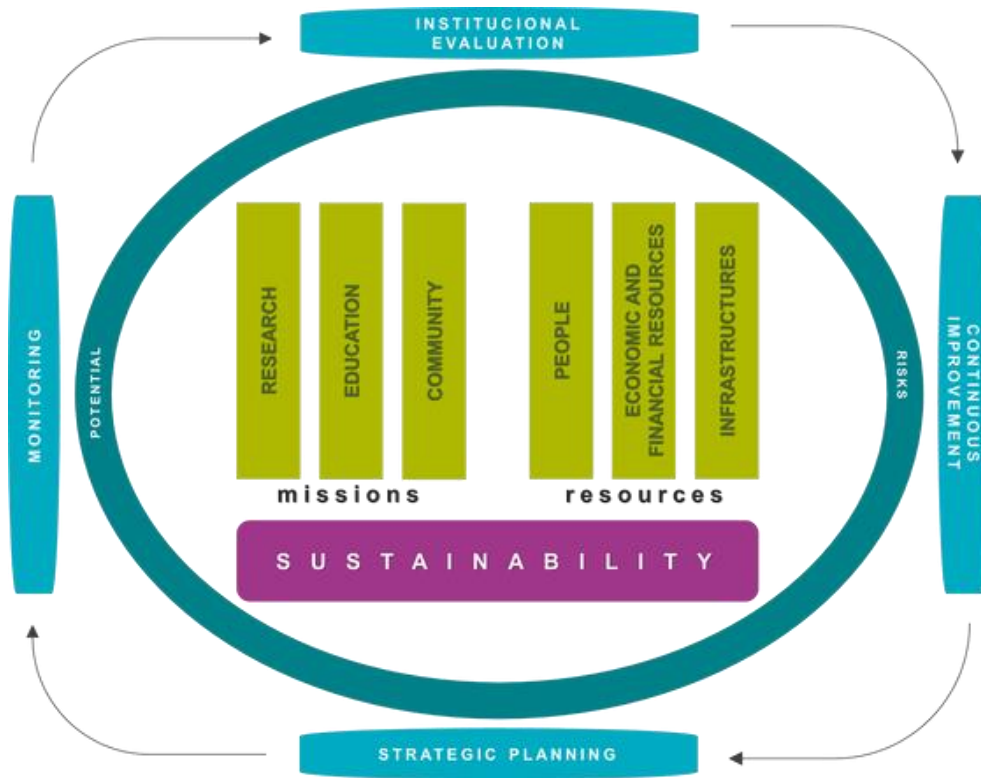 INSTITUCIONAL
EVALUATION
MONITORING
POTENTIAL
RESEARCH
EDUCATION
COMMUNITY
PEOPLE
ECONOMIC AND
FINANCIAL RESOURCES
INFRASTRUCTURES
RISKS
CONTINUOUS
IMPROVEMENT
missions
resources
SUSTAINABILITY
STRATEGIC PLANNING